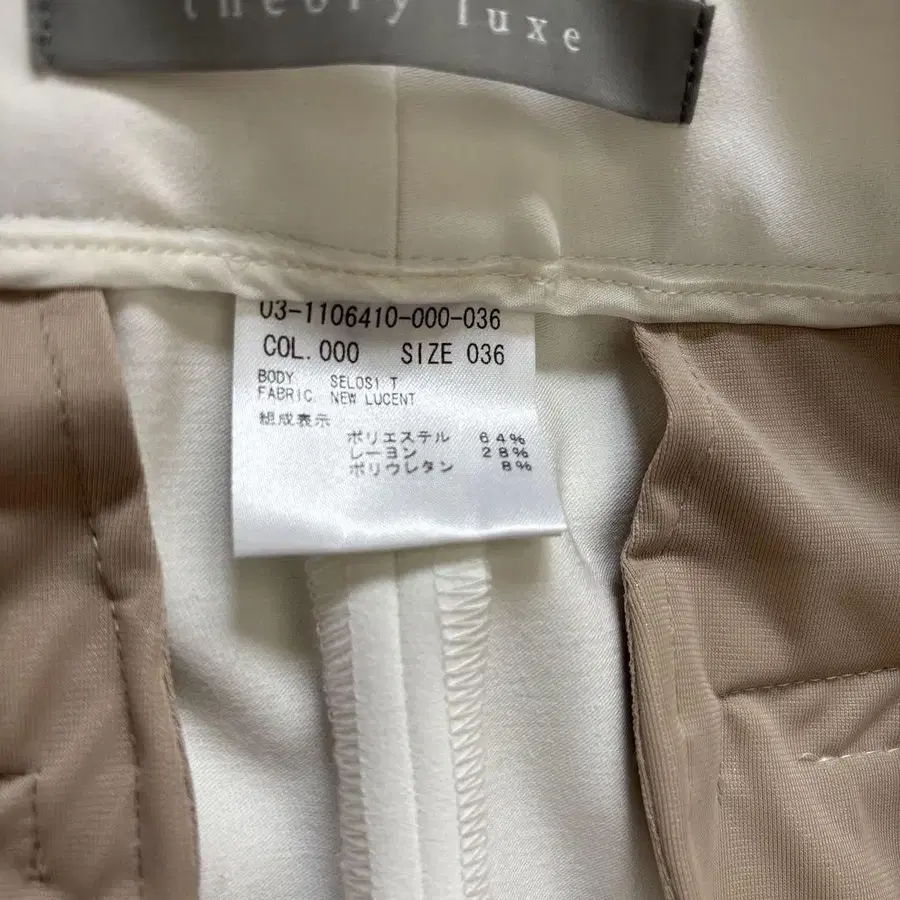 theory luxe
03-1106410-000-036
COL. 000 SIZE 036
BODY SELOSI T
FABRIC NEW LUCENT
組成表示
ポリエステル 64%
レーヨン 28%
ポリウレタン 8%